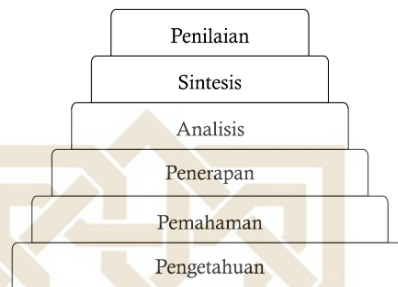 Penilaian
Sintesis
Analisis
Penerapan
Pemahaman
Pengetahuan